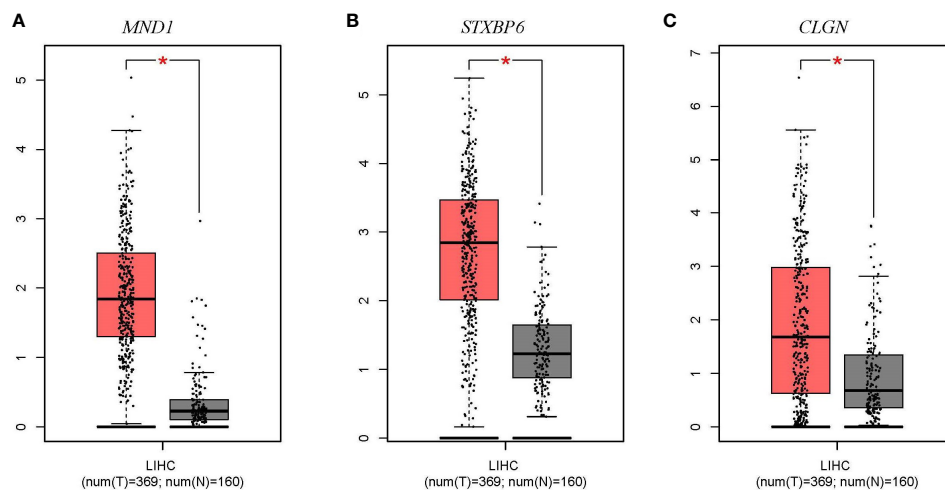 A
MND1
5
4
3
2
1
0
*
LIHC
(num(T)=369; num(N)=160)
B
STXBP6
5
4
3
2
1
0
*
LIHC
(num(T)=369; num(N)=160)
C
CLGN
7
6
5
4
3
2
1
0
*
LIHC
(num(T)=369; num(N)=160)